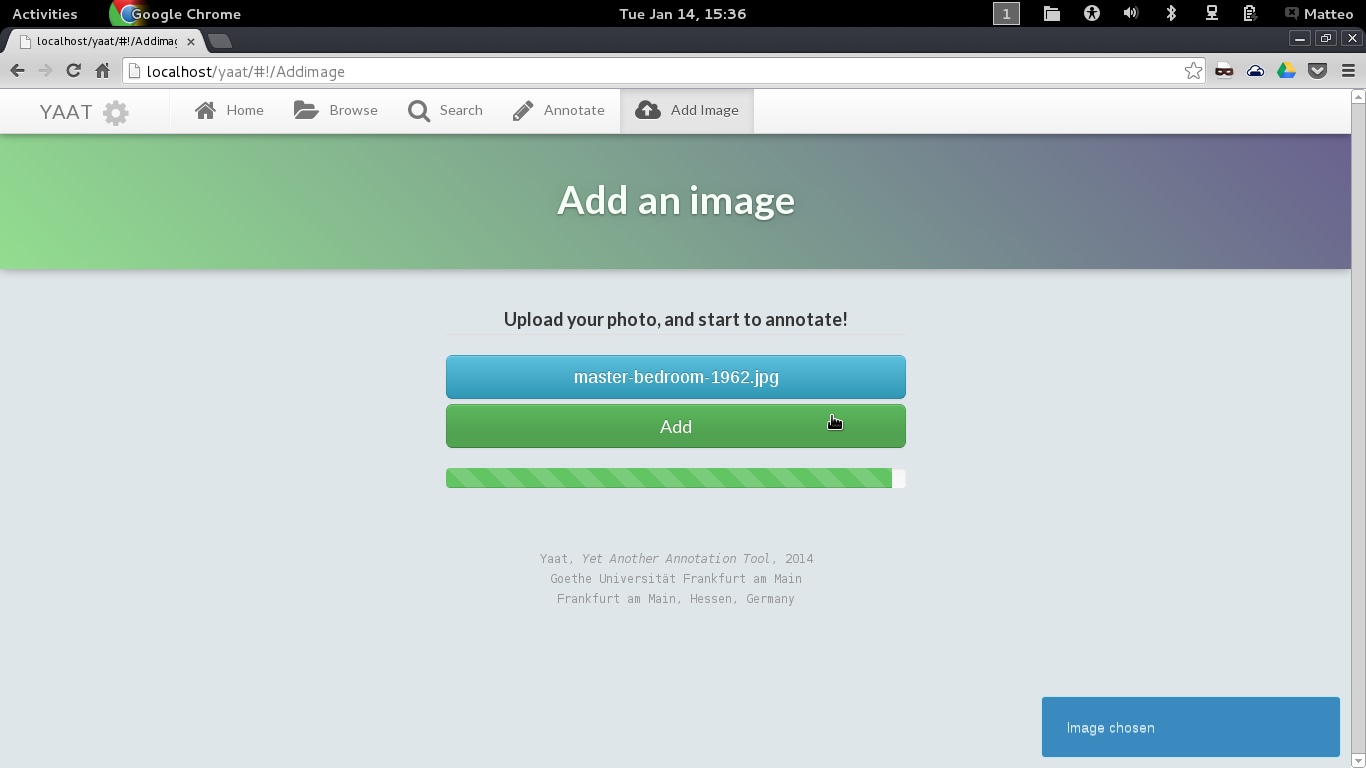 Activities
Google Chrome
Tue Jan 14, 15:36
1
Matteo
localhost/yaat/#!/Addimag
localhost/yaat/#!/Addimage
YAAT
Home
Browse
Search
Annotate
Add Image
Add an image
Upload your photo, and start to annotate!
master-bedroom-1962.jpg
Add
Yaat, Yet Another Annotation Tool, 2014
Goethe Universität Frankfurt am Main
Frankfurt am Main, Hessen, Germany
Image chosen